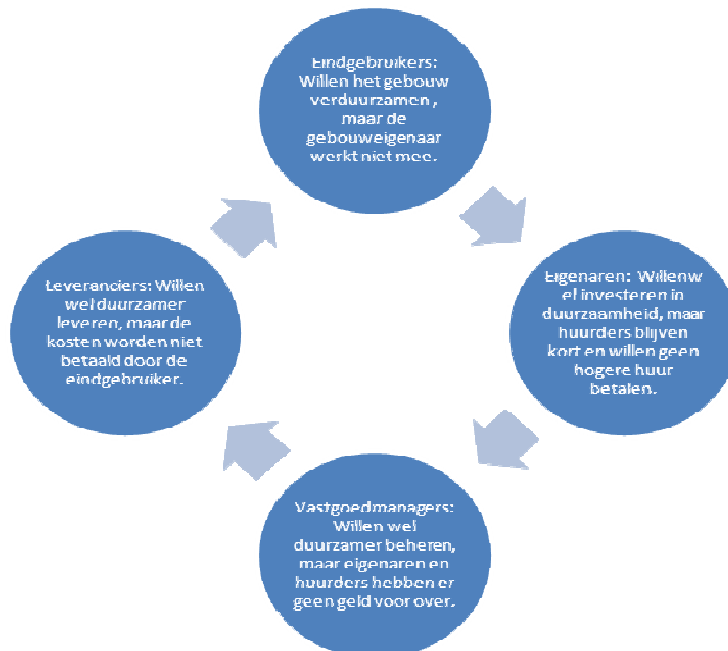 Eindgebruikers:
Willen het gebouw
verduurzamen ,
maar de
gebouweigenaar
werkt niet mee.
Eigenaren: Willenw
el investeren in
duurzaamheid, maar
huurders blijven
kort en willen geen
hogere huur
betalen.
Vastgoedmanagers:
Willen wel
duurzamer beheren,
maar eigenaren en
huurders hebben er
geen geld voor over.
Leveranciers: Willen
wel duurzamer
leveren, maar de
kosten worden niet
betaald door de
eindgebruiker.